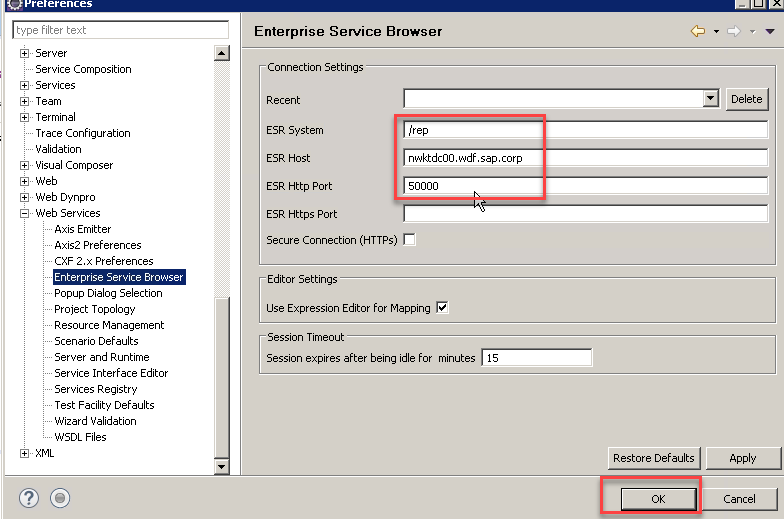 Preferences
type filter text
Server
Service Composition
Services
Team
Terminal
Trace Configuration
Validation
Visual Composer
Web
Web Dynpro
Web Services
Axis Emitter
Axis2 Preferences
CXF 2.x Preferences
Enterprise Service Browser
Popup Dialog Selection
Project Topology
Resource Management
Scenario Defaults
Server and Runtime
Service Interface Editor
Services Registry
Test Facility Defaults
Wizard Validation
WSDL Files
XML
Enterprise Service Browser
Connection Settings
Recent Delete
ESR System /rep
ESR Host nwktdc00.wdf.sap.corp
ESR Http Port 50000
ESR Https Port
Secure Connection (HTTPs)
Editor Settings
Use Expression Editor for Mapping
Session Timeout
Session expires after being idle for minutes 15
Restore Defaults Apply
? OK Cancel